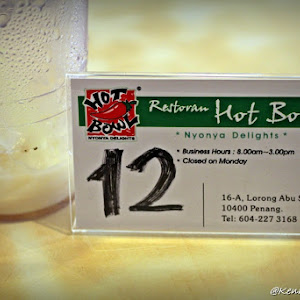 HOT
BOWL
NYONYA DELIGHTS
Restoran Hot Bo
* Nyonya Delights *
• Business Hours : 8.00am—3.00pm
• Closed on Monday
12
16-A, Lorong Abu S
10400 Penang.
Tel: 604-227 3168